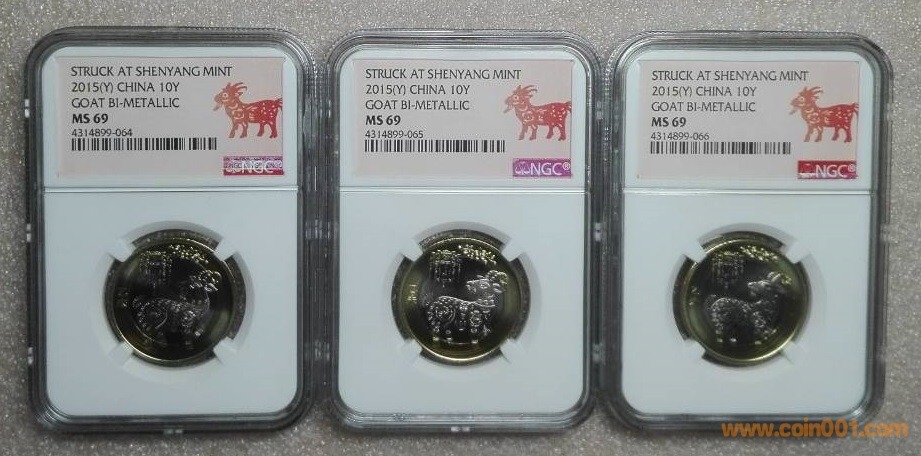 STRUCK AT SHENYANG MINT
2015(Y) CHINA 10Y
GOAT BI-METALLIC
MS 69
4314899-064
NGC
STRUCK AT SHENYANG MINT
2015(Y) CHINA 10Y
GOAT BI-METALLIC
MS 69
4314899-065
NGC®
STRUCK AT SHENYANG MINT
2015(Y) CHINA 10Y
GOAT BI-METALLIC
MS 69
4314899-066
NGC®
www.coin001.com